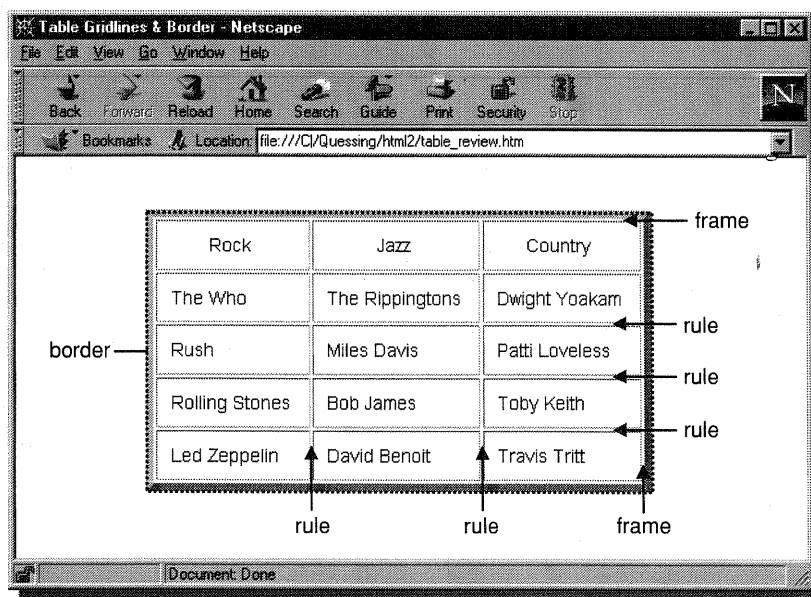 Table Gridlines & Border - Netscape
File Edit View Go Window Help
Back Forward Reload Home Search Guide Print Security Stop
N
Bookmarks Location: file:///C|/Quessing/html2/table_review.htm
frame
Rock Jazz Country
The Who The Rippingtons Dwight Yoakam
rule
border Rush Miles Davis Patti Loveless
rule
Rolling Stones Bob James Toby Keith
rule
Led Zeppelin David Benoit Travis Tritt
rule rule frame
Document: Done